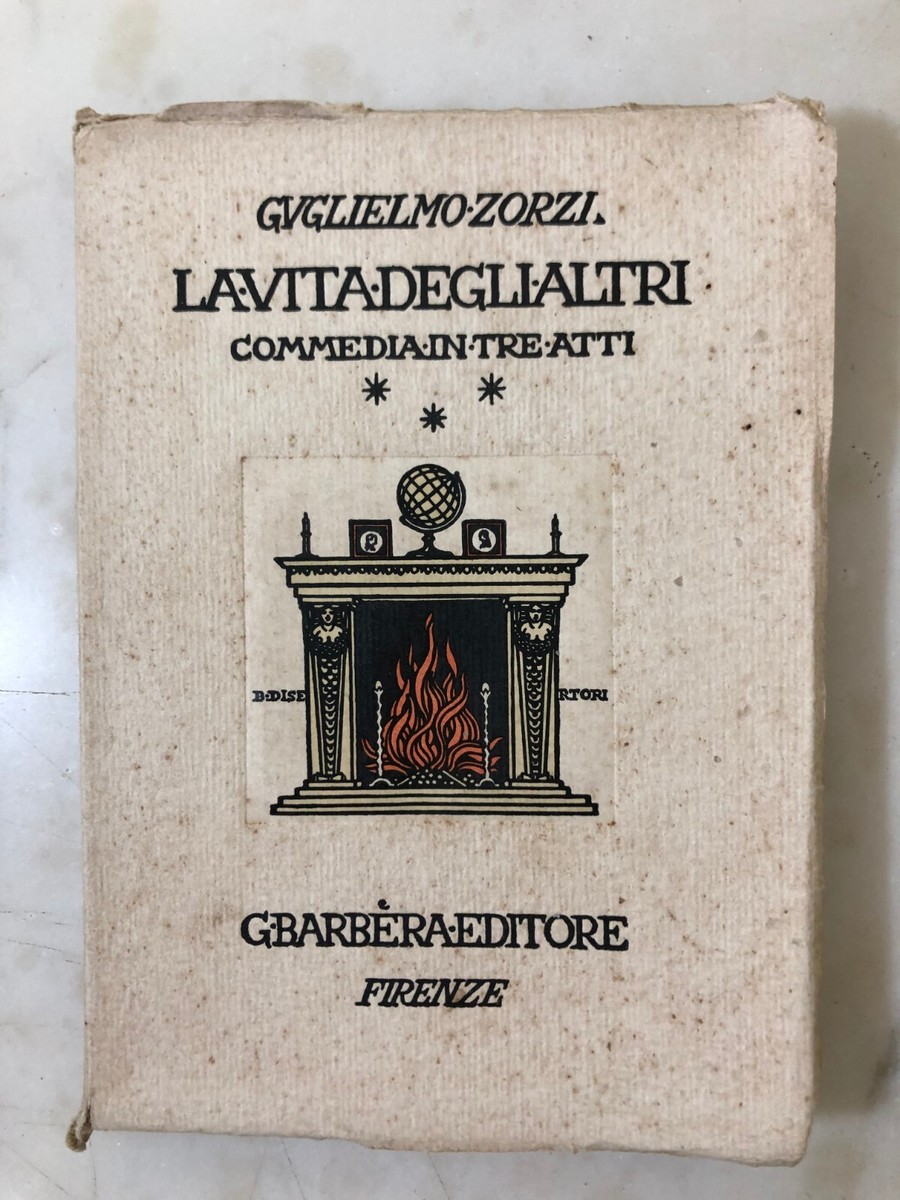 GVGLIELMO·ZORZI.
LA·VITA·DEGLI·ALTRI
COMMEDIA·IN·TRE·ATTI
B·DISE RTORI
G·BARBÈRA·EDITORE
FIRENZE